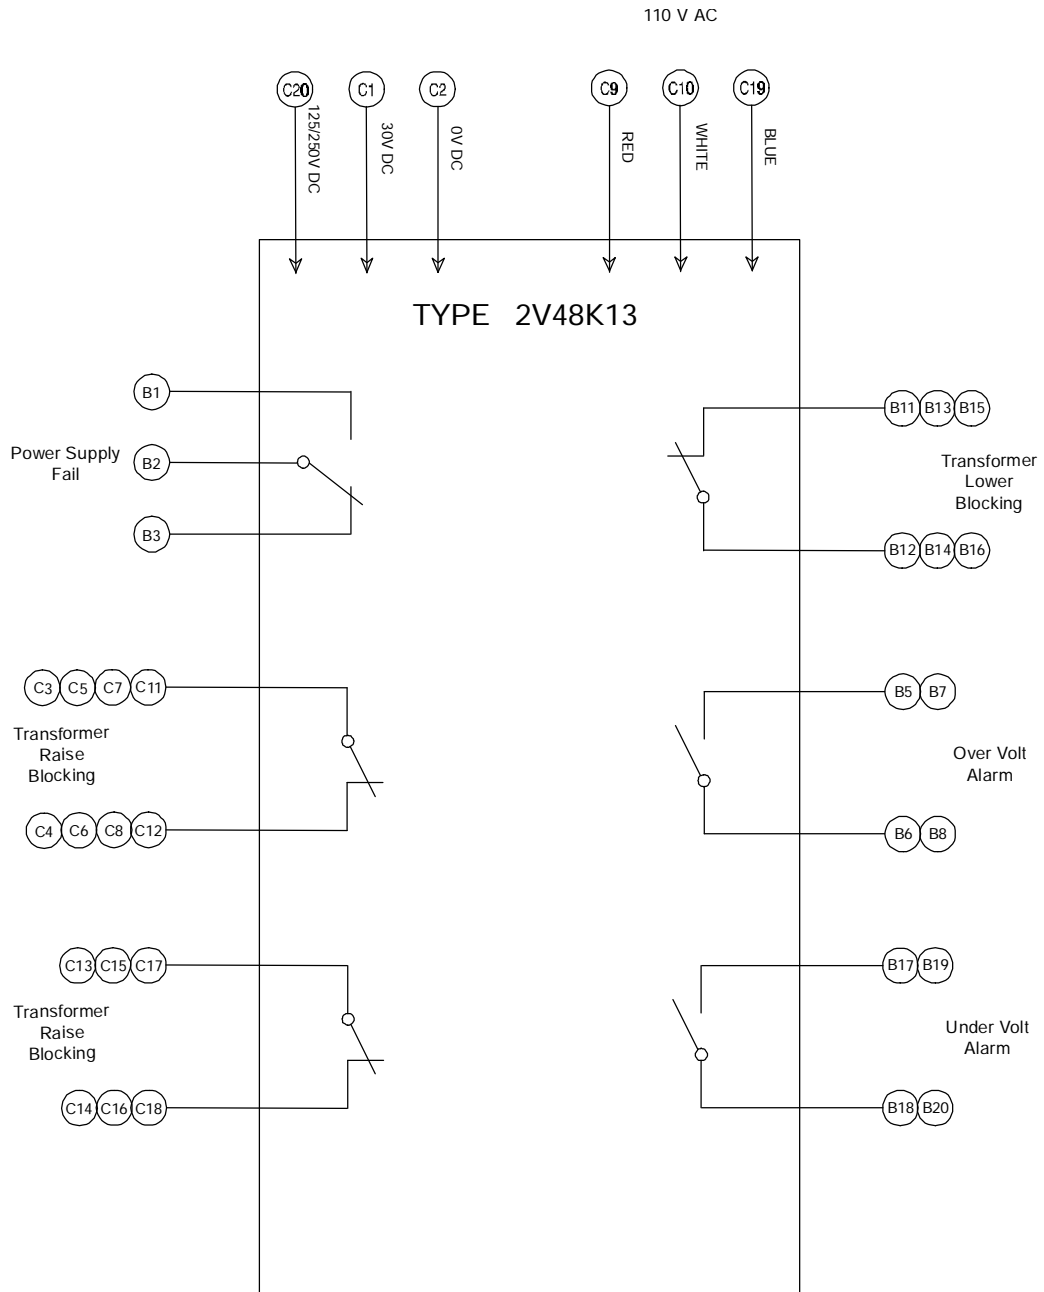 110 V AC
C20 C1 C2 C9 C10 C19
125/250V DC
30V DC
0V DC
RED
WHITE
BLUE
TYPE 2V48K13
B1
Power Supply
Fail
B2
B3
B11 B13 B15
Transformer
Lower
Blocking
B12 B14 B16
C3 C5 C7 C11
Transformer
Raise
Blocking
C4 C6 C8 C12
B5 B7
Over Volt
Alarm
B6 B8
C13 C15 C17
Transformer
Raise
Blocking
C14 C16 C18
B17 B19
Under Volt
Alarm
B18 B20